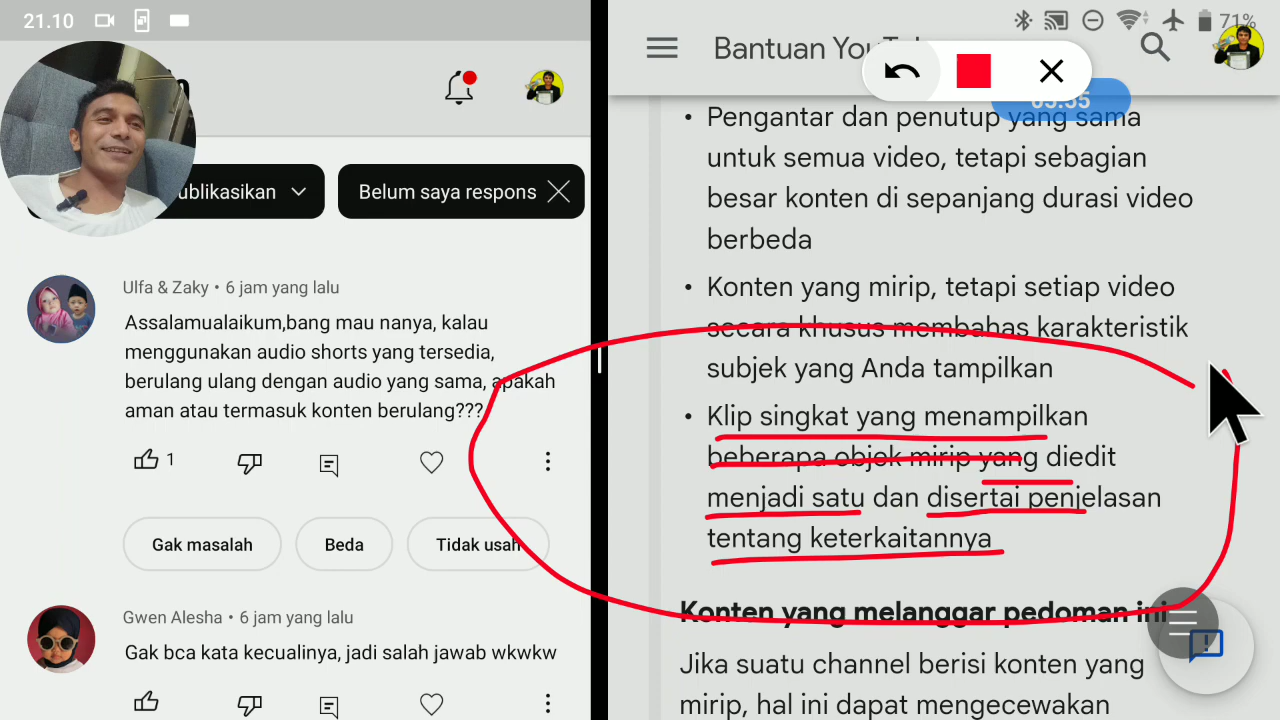 21.10
71%
ublikasikan
Belum saya respons
Ulfa & Zaky • 6 jam yang lalu
Assalamualaikum,bang mau nanya, kalau
menggunakan audio shorts yang tersedia,
berulang ulang dengan audio yang sama, apakah
aman atau termasuk konten berulang???
1
Gak masalah
Beda
Tidak usah
Gwen Alesha • 6 jam yang lalu
Gak bca kata kecualinya, jadi salah jawab wkwkw
Bantuan
• Pengantar dan penutup yang sama
untuk semua video, tetapi sebagian
besar konten di sepanjang durasi video
berbeda
• Konten yang mirip, tetapi setiap video
secara khusus membahas karakteristik
subjek yang Anda tampilkan
• Klip singkat yang menampilkan
beberapa objek mirip yang diedit
menjadi satu dan disertai penjelasan
tentang keterkaitannya
Konten yang melanggar pedoman ini
Jika suatu channel berisi konten yang
mirip, hal ini dapat mengecewakan